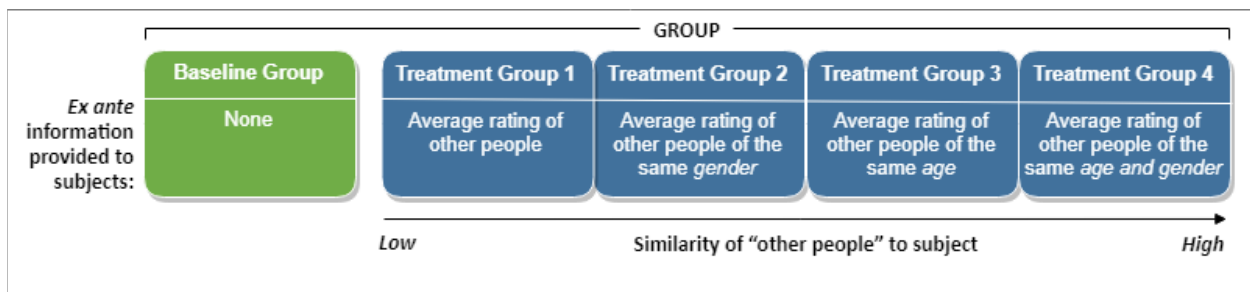 GROUP
Baseline Group
Treatment Group 1
Treatment Group 2
Treatment Group 3
Treatment Group 4
Ex ante
information
provided to
subjects:
None
Average rating of
other people
Average rating of
other people of the
same gender
Average rating of
other people of the
same age
Average rating of
other people of the
same age and gender
Low
Similarity of “other people” to subject
High